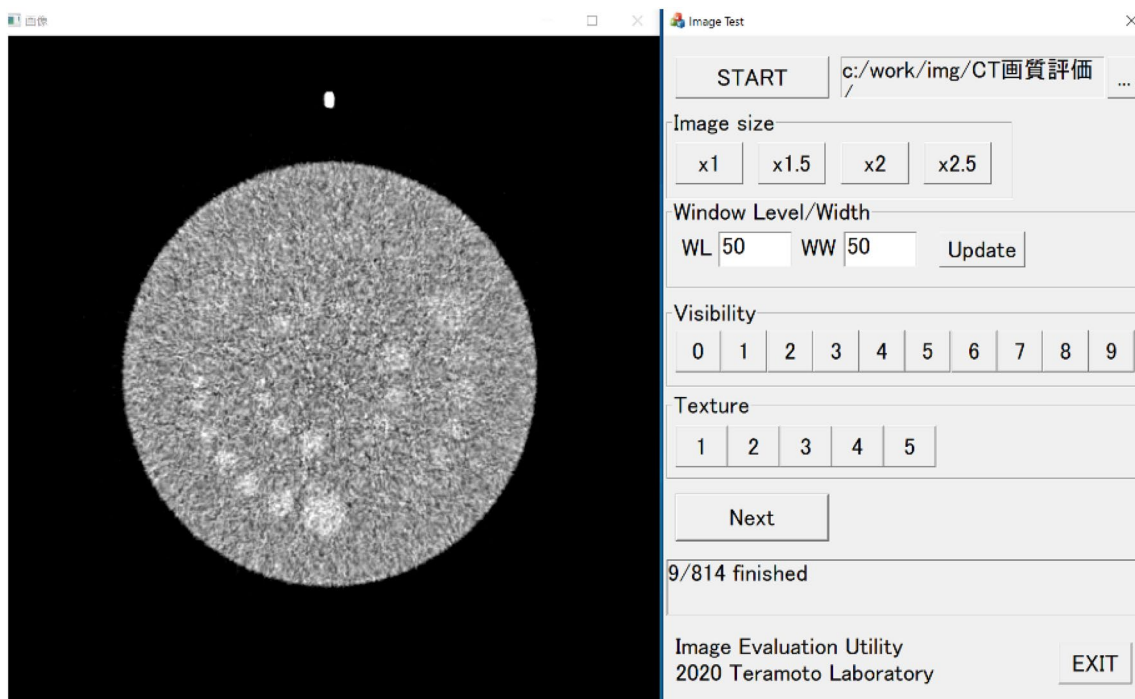 画像
Image Test
START
c:/work/img/CT画質評価
/
...
Image size
x1 x1.5 x2 x2.5
Window Level/Width
WL 50 WW 50 Update
Visibility
0 1 2 3 4 5 6 7 8 9
Texture
1 2 3 4 5
Next
9/814 finished
Image Evaluation Utility
2020 Teramoto Laboratory
EXIT